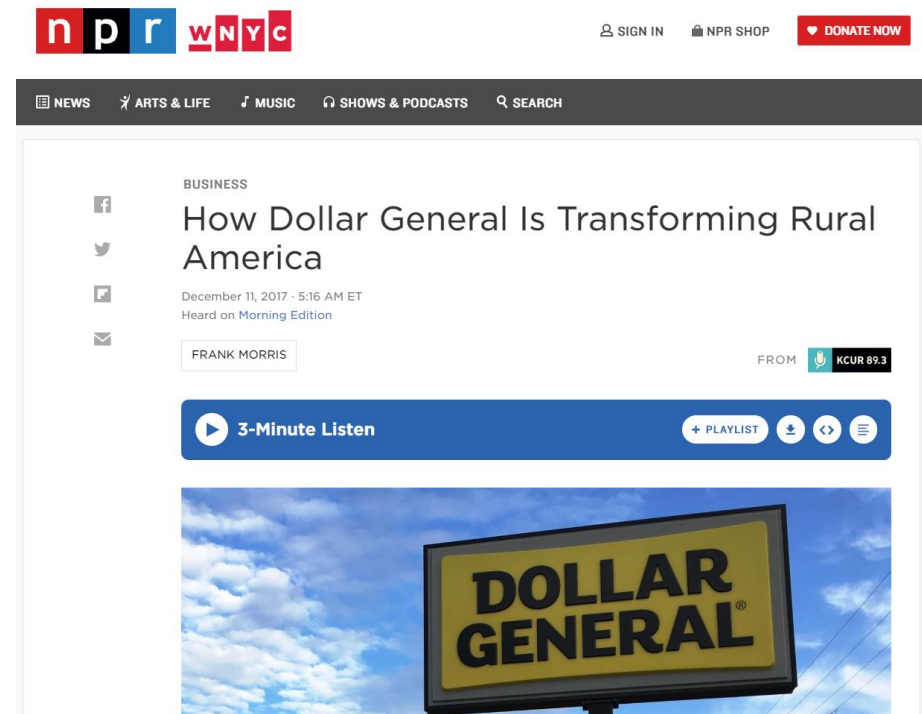 npr WNYC
SIGN IN
NPR SHOP
DONATE NOW
NEWS
ARTS & LIFE
MUSIC
SHOWS & PODCASTS
SEARCH
BUSINESS
How Dollar General Is Transforming Rural
America
December 11, 2017 · 5:16 AM ET
Heard on Morning Edition
FRANK MORRIS
FROM KCUR 89.3
3-Minute Listen
+ PLAYLIST
DOLLAR
GENERAL®